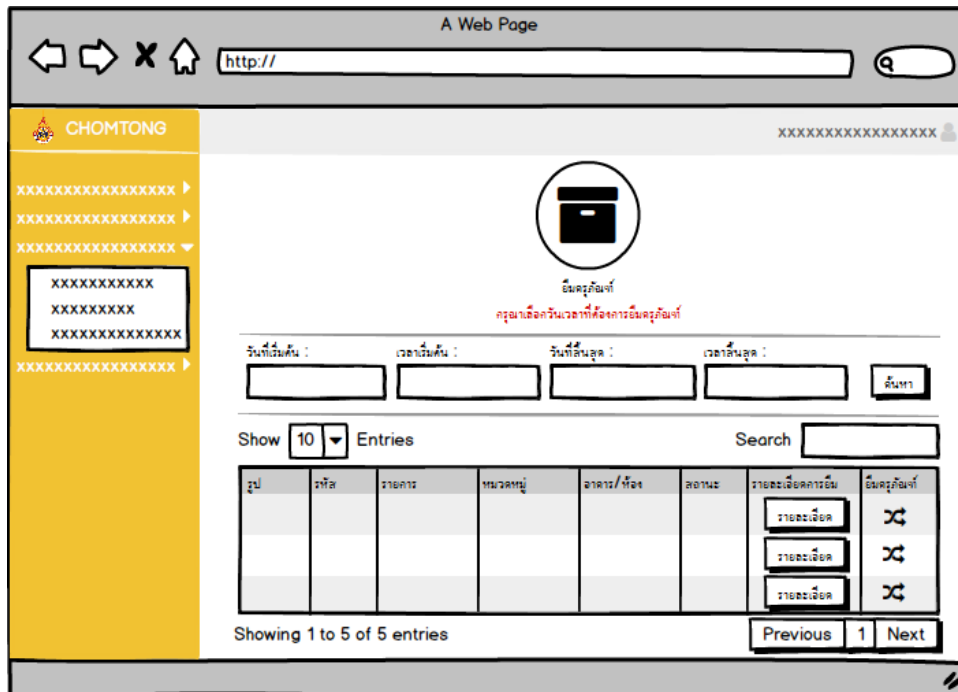 A Web Page
http://
CHOMTONG
xxxxxxxxxxxxxxxxx
xxxxxxxxxxxxxxxxx
xxxxxxxxxxxxxxxxx
xxxxxxxxxxxxxxxxx
xxxxxxxxxxx
xxxxxxxxx
xxxxxxxxxxxxxx
xxxxxxxxxxxxxxxxx
ยืมครุภัณฑ์
กรุณาเลือกวันเวลาที่ต้องการยืมครุภัณฑ์
วันที่เริ่มต้น : เวลาเริ่มต้น : วันที่สิ้นสุด : เวลาสิ้นสุด :
ค้นหา
Show 10 Entries Search
รูป รหัส รายการ หมวดหมู่ อาคาร/ห้อง สถานะ รายละเอียดการยืม ยืมครุภัณฑ์
รายละเอียด
รายละเอียด
รายละเอียด
Showing 1 to 5 of 5 entries Previous 1 Next